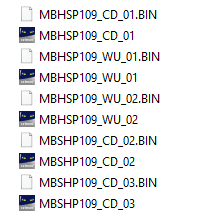 MBHSP109_CD_01.BIN
MBHSP109_CD_01
MBHSP109_WU_01.BIN
MBHSP109_WU_01
MBHSP109_WU_02.BIN
MBHSP109_WU_02
MBSHP109_CD_02.BIN
MBSHP109_CD_02
MBSHP109_CD_03.BIN
MBSHP109_CD_03